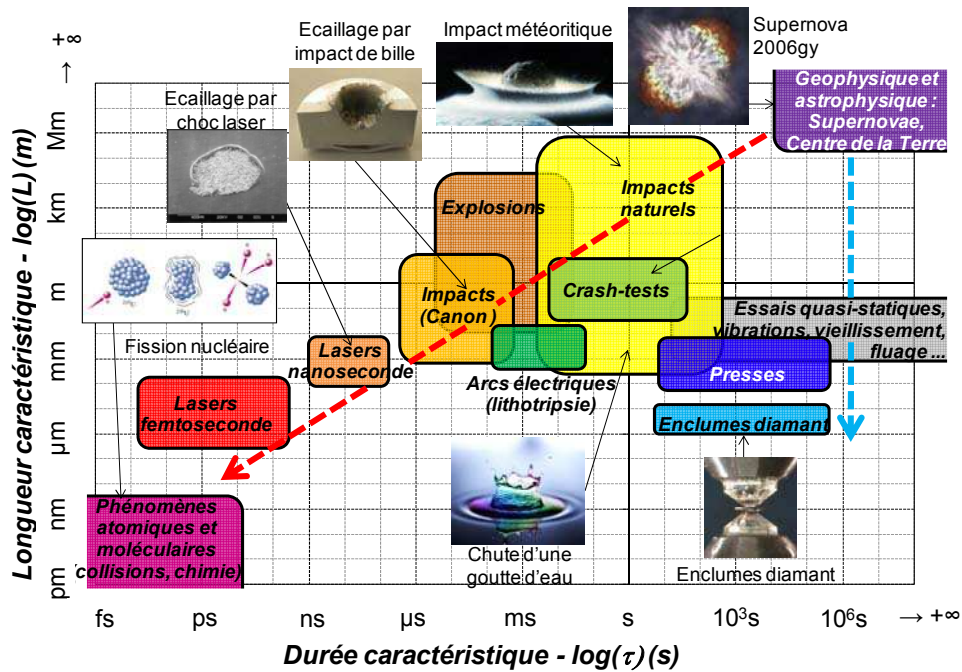 Ecaillage par
impact de bille
Impact météoritique
Supernova
2006gy
Ecaillage par
choc laser
Geophysique et
astrophysique :
Supernovae,
Centre de la Terre
Explosions
Impacts
naturels
Impacts
(Canon )
Crash-tests
Essais quasi-statiques,
vibrations, vieillissement,
fluage ...
Fission nucléaire
Lasers
nanoseconde
Arcs électriques
(lithotripsie)
Presses
Lasers
femtoseconde
Enclumes diamant
Phénomènes
atomiques et
moléculaires
(collisions, chimie)
Chute d'une
goutte d'eau
Enclumes diamant
Longueur caractéristique - log(L) (m)
→ +∞
Mm
km
m
mm
µm
nm
pm
fs
ps
ns
µs
ms
s
10³s
10⁶s
→ +∞
Durée caractéristique - log(τ) (s)